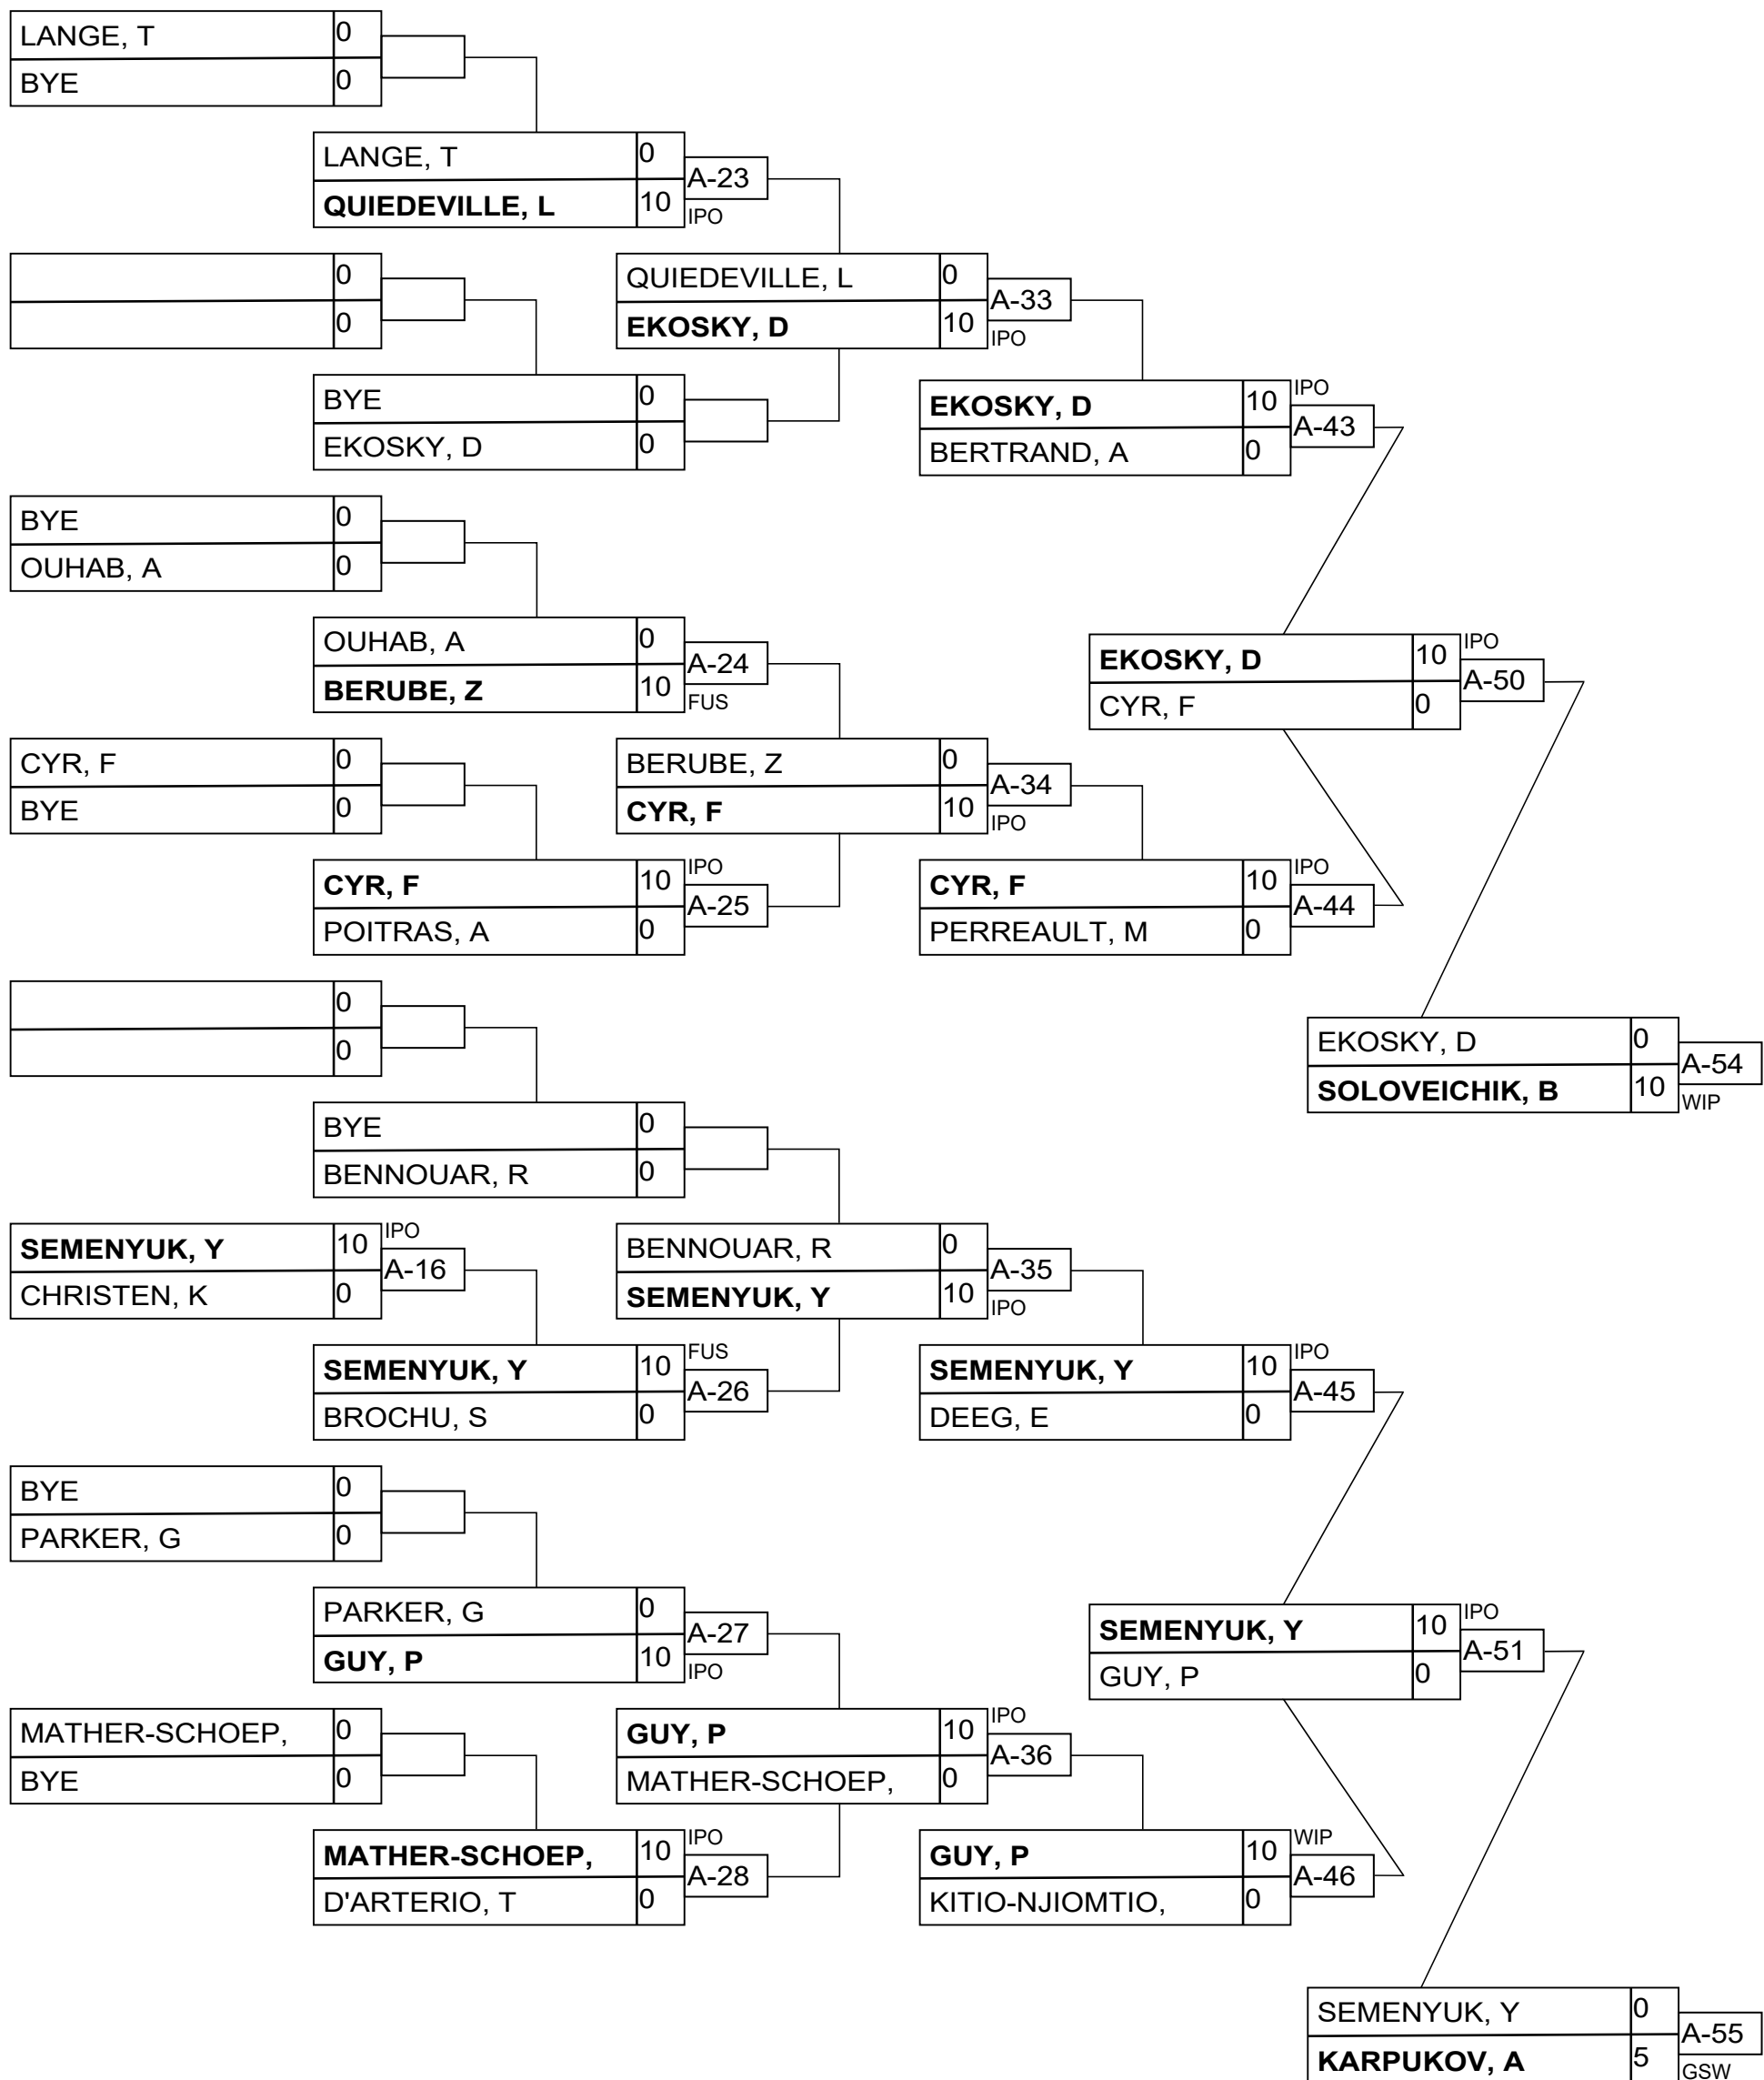 LANGE, T 0
BYE 0
LANGE, T 0
A-23
QUIEDEVILLE, L 10
IPO
0
0
QUIEDEVILLE, L 0
A-33
EKOSKY, D 10
IPO
BYE 0
EKOSKY, D 0
EKOSKY, D 10
IPO
A-43
BERTRAND, A 0
BYE 0
OUHAB, A 0
OUHAB, A 0
A-24
BERUBE, Z 10
FUS
EKOSKY, D 10
IPO
A-50
CYR, F 0
CYR, F 0
BYE 0
BERUBE, Z 0
A-34
CYR, F 10
IPO
CYR, F 10
IPO
A-25
POITRAS, A 0
CYR, F 10
IPO
A-44
PERREAULT, M 0
0
0
EKOSKY, D 0
A-54
SOLOVEICHIK, B 10
WIP
BYE 0
BENNOUAR, R 0
SEMENYUK, Y 10
IPO
A-16
CHRISTEN, K 0
BENNOUAR, R 0
A-35
SEMENYUK, Y 10
IPO
SEMENYUK, Y 10
FUS
A-26
BROCHU, S 0
SEMENYUK, Y 10
IPO
A-45
DEEG, E 0
BYE 0
PARKER, G 0
PARKER, G 0
A-27
GUY, P 10
IPO
SEMENYUK, Y 10
IPO
A-51
GUY, P 0
MATHER-SCHOEP, 0
BYE 0
GUY, P 10
IPO
A-36
MATHER-SCHOEP, 0
MATHER-SCHOEP, 10
IPO
A-28
D'ARTERIO, T 0
GUY, P 10
WIP
A-46
KITIO-NJIOMTIO, 0
SEMENYUK, Y 0
A-55
KARPUKOV, A 5
GSW